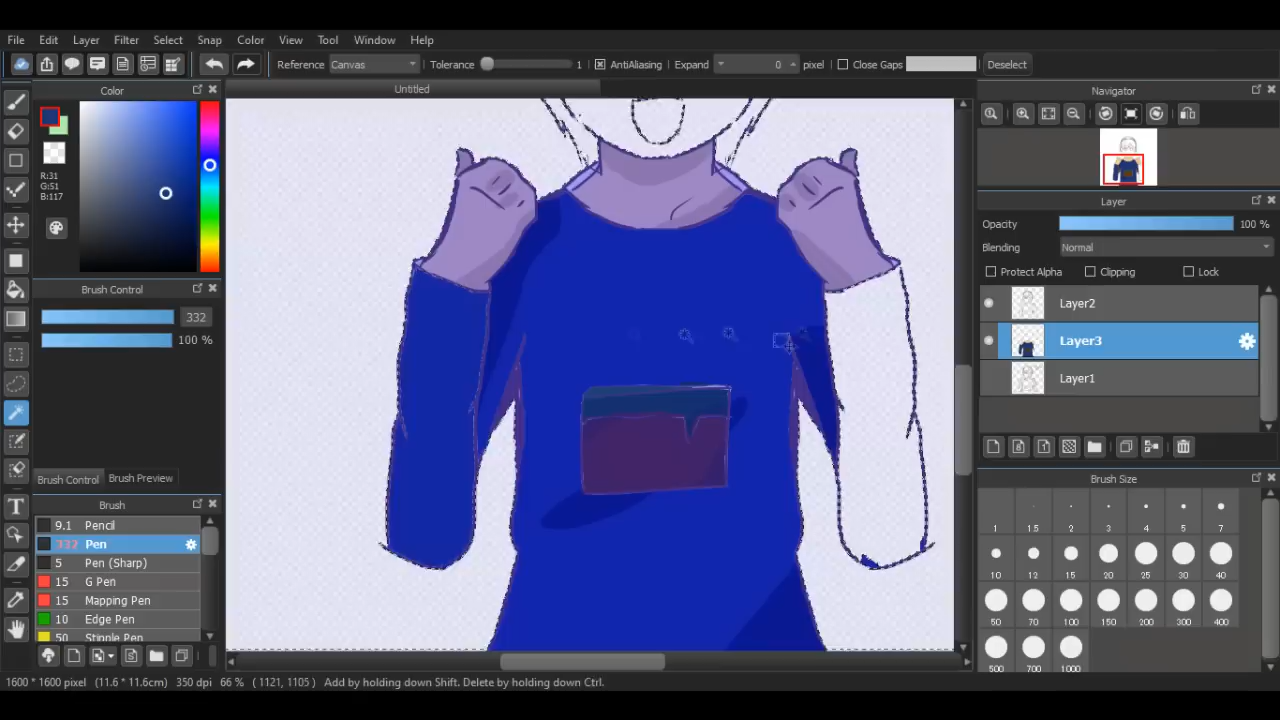 File Edit Layer Filter Select Snap Color View Tool Window Help
Reference Canvas Tolerance 1 AntiAliasing Expand 0 pixel Close Gaps Deselect
Color
Untitled
Navigator
R:31
G:51
B:117
Layer
Opacity 100 %
Blending Normal
Protect Alpha Clipping Lock
Brush Control
332
100 %
Layer2
Layer3
Layer1
Brush Control Brush Preview
Brush
9.1 Pencil
332 Pen
5 Pen (Sharp)
15 G Pen
15 Mapping Pen
10 Edge Pen
50 Stipple Pen
Brush Size
1 1.5 2 3 4 5 7
10 12 15 20 25 30 40
50 70 100 150 200 300 400
500 700 1000
1600 * 1600 pixel (11.6 * 11.6cm) 350 dpi 66 % ( 1121, 1105 ) Add by holding down Shift. Delete by holding down Ctrl.